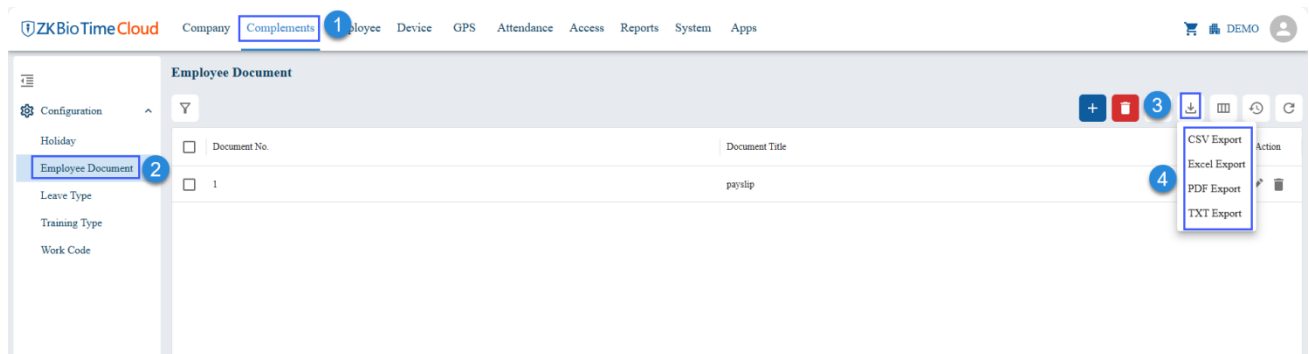 ZKBioTime Cloud Company Complements 1 ployee Device GPS Attendance Access Reports System Apps DEMO
Employee Document
Configuration
3
Holiday
Document No. Document Title CSV Export Action
Employee Document 2
Excel Export
1 payslip 4 PDF Export
Leave Type
TXT Export
Training Type
Work Code